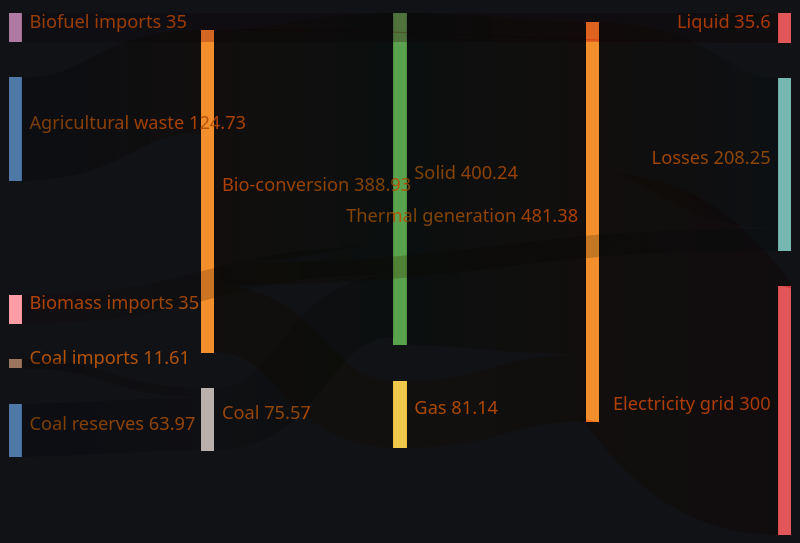 Biofuel imports 35
Liquid 35.6
Agricultural waste 124.73
Losses 208.25
Solid 400.24
Bio-conversion 388.93
Thermal generation 481.38
Biomass imports 35
Coal imports 11.61
Electricity grid 300
Gas 81.14
Coal 75.57
Coal reserves 63.97